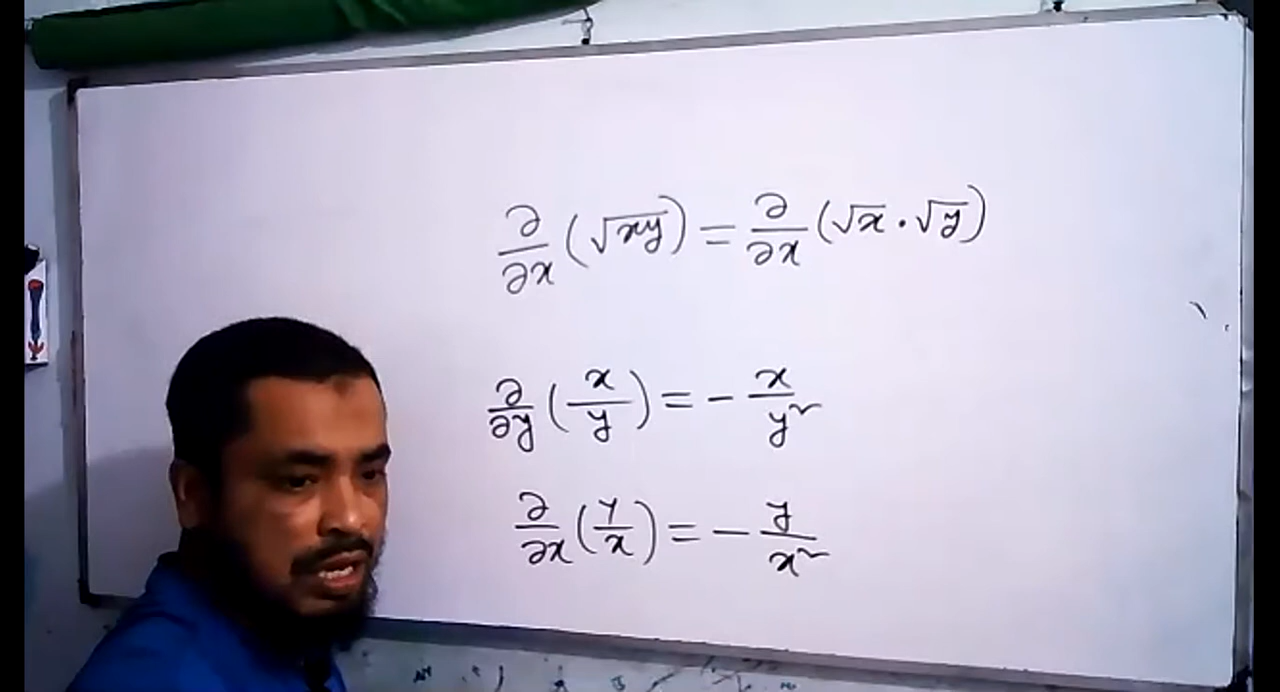 ∂/∂x (√xy) = ∂/∂x (√x · √y)
∂/∂y (x/y) = - x/y²
∂/∂x (y/x) = - y/x²